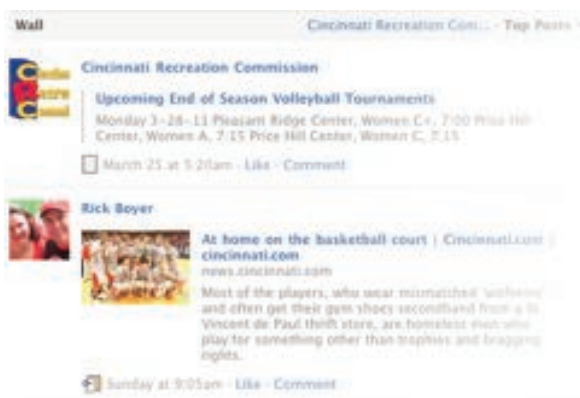 Wall
Cincinnati Recreation Com... · Top Posts
Cincinnati Recreation Commission
Upcoming End of Season Volleyball Tournaments
Monday 3-28-11 Pleasant Ridge Center, Women C+, 7:00 Price Hill
Center, Women A, 7:15 Price Hill Center, Women C, 7:15
March 25 at 5:20am · Like · Comment
Rick Boyer
At home on the basketball court | Cincinnati.com |
cincinnati.com
news.cincinnati.com
Most of the players, who wear mismatched uniforms
and often get their gym shoes secondhand from a St.
Vincent de Paul thrift store, are homeless men who
play for something other than trophies and bragging
rights.
Sunday at 9:05am · Like · Comment